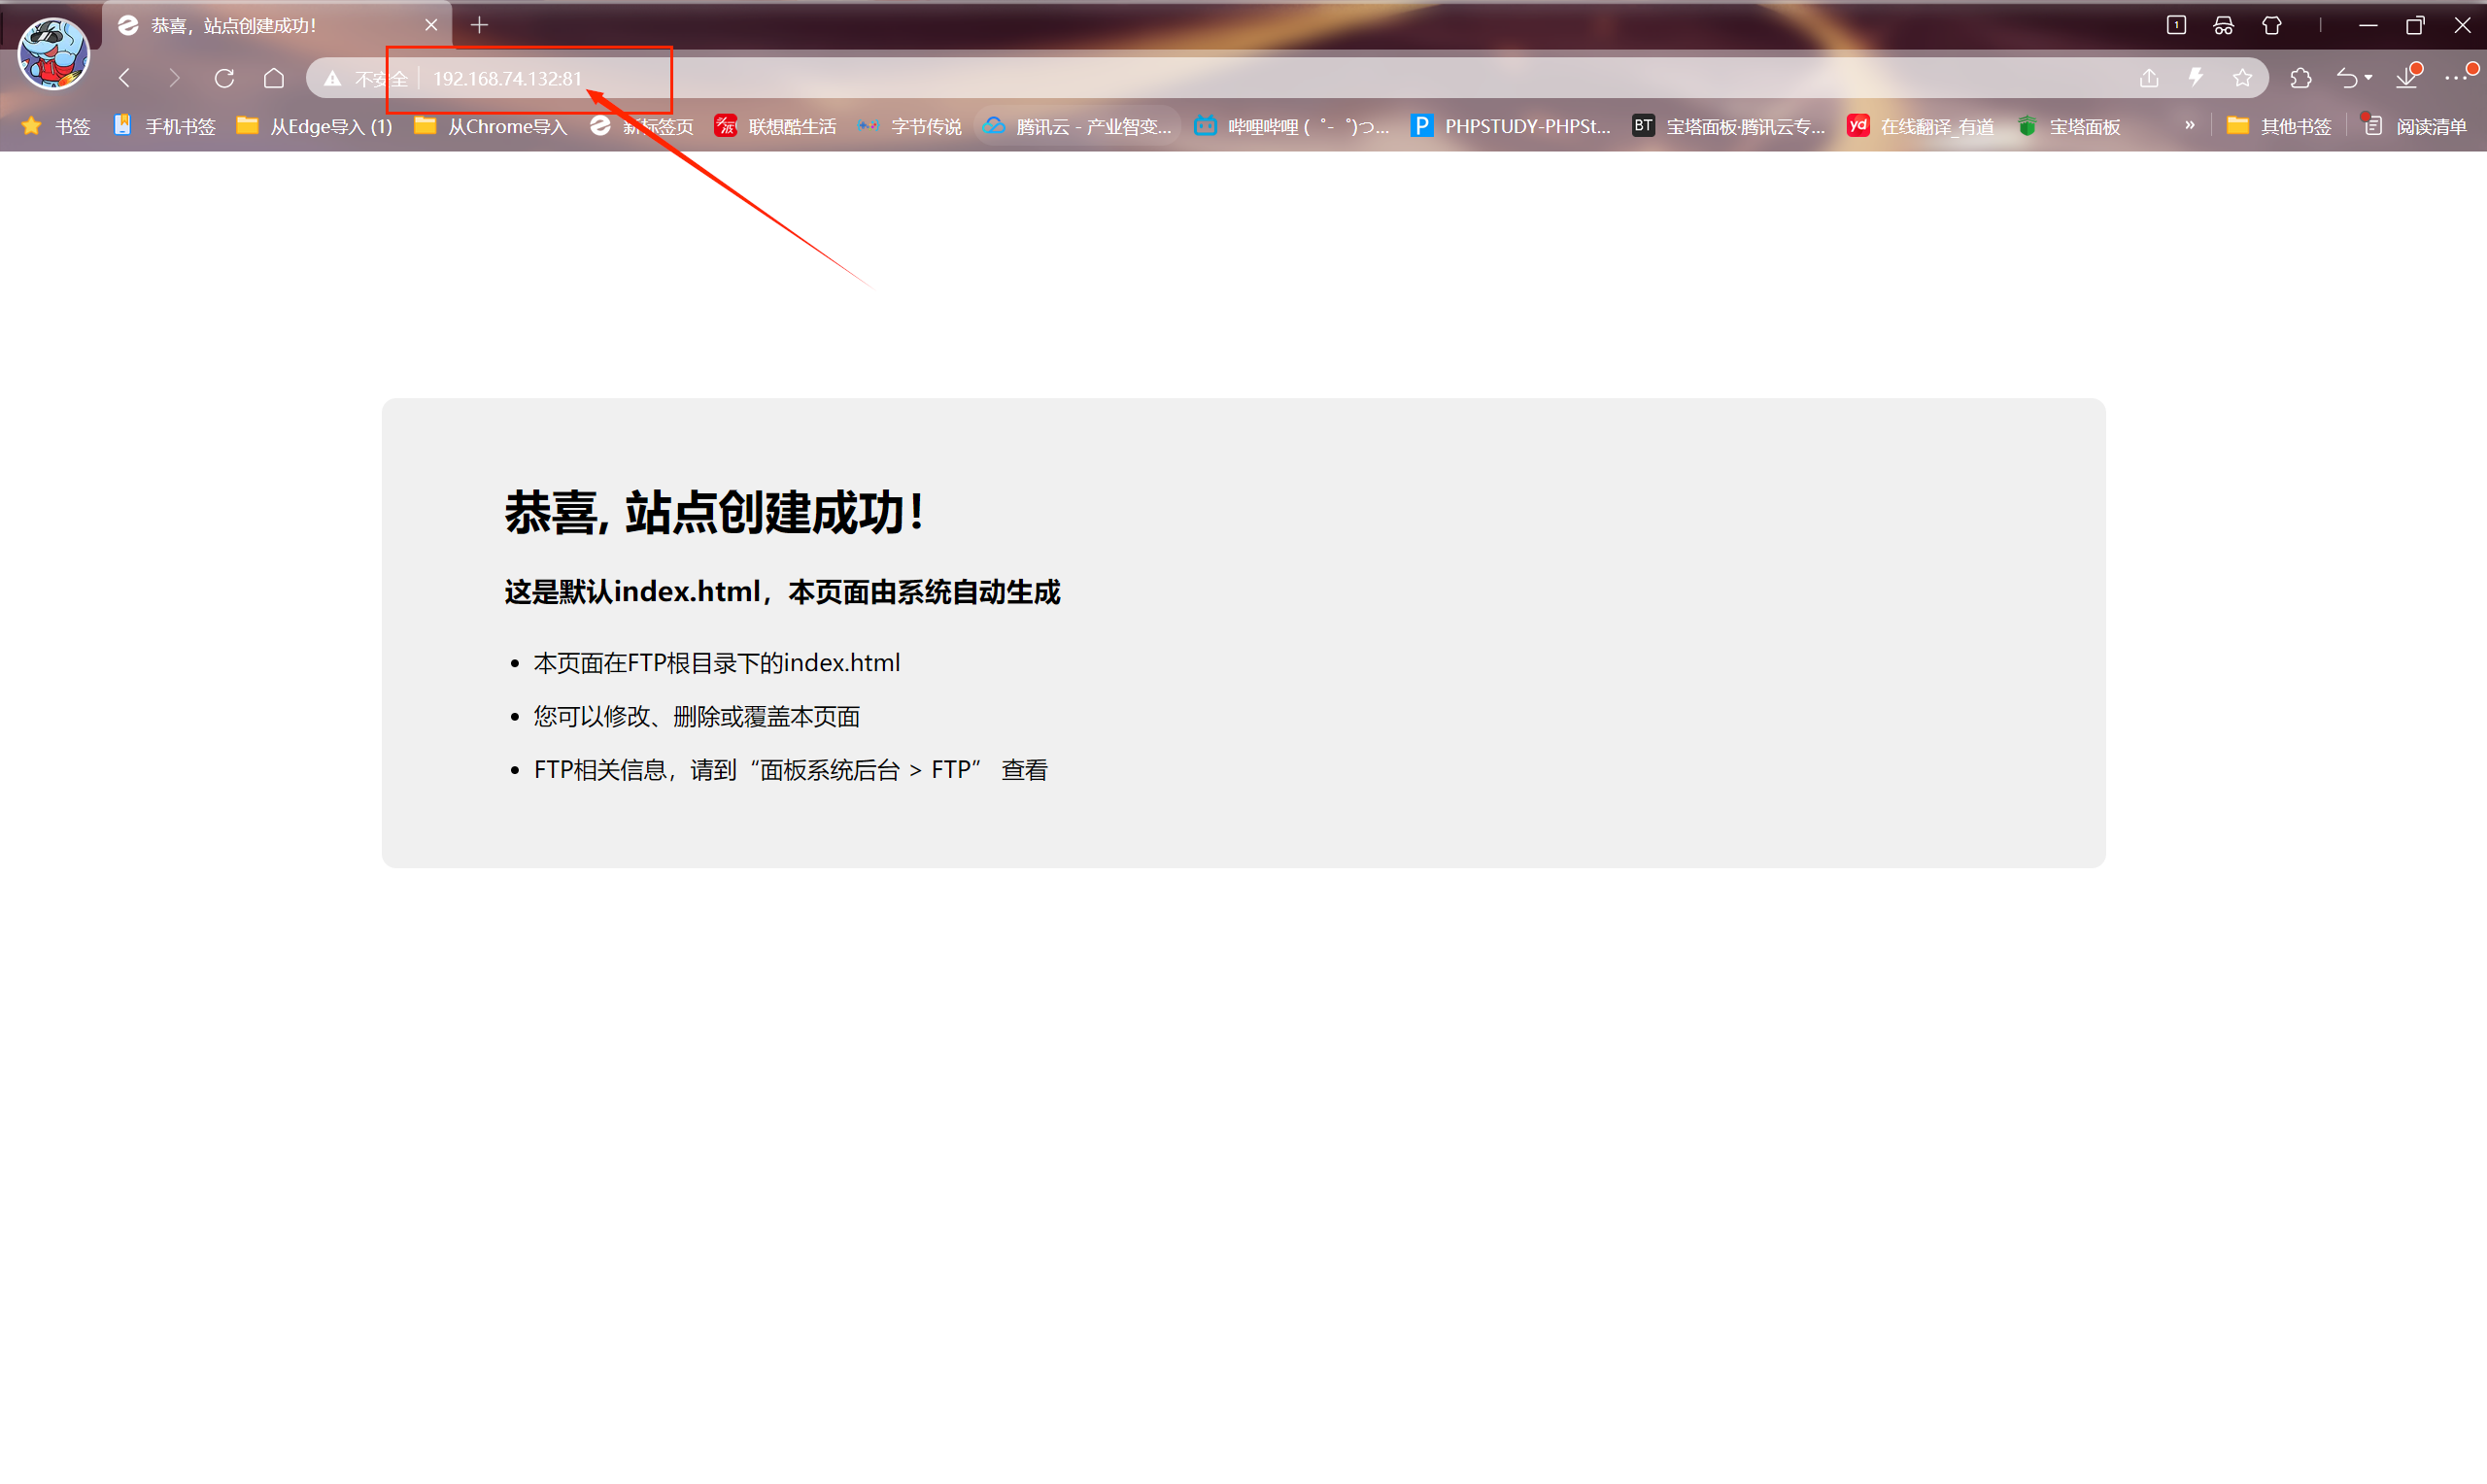 恭喜，站点创建成功！
1
不安全 192.168.74.132:81
书签 手机书签 从Edge导入 (1) 从Chrome导入 新标签页 联想酷生活 字节传说 腾讯云 - 产业智变... 哔哩哔哩 (゜-゜)つ... P PHPSTUDY-PHPSt... BT 宝塔面板·腾讯云专... yd 在线翻译_有道 宝塔面板 » 其他书签 阅读清单
恭喜, 站点创建成功！
这是默认index.html，本页面由系统自动生成
• 本页面在FTP根目录下的index.html
• 您可以修改、删除或覆盖本页面
• FTP相关信息，请到“面板系统后台 > FTP” 查看